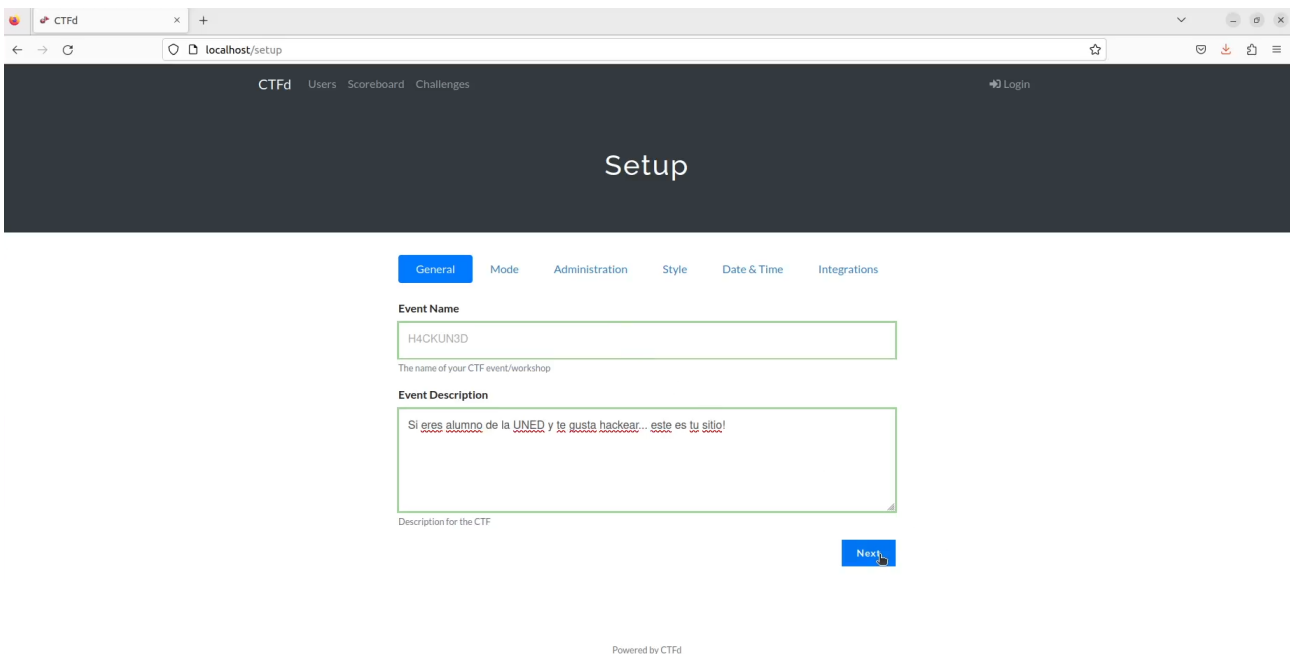 CTFd
localhost/setup
CTFd Users Scoreboard Challenges Login
Setup
General Mode Administration Style Date & Time Integrations
Event Name
H4CKUN3D
The name of your CTF event/workshop
Event Description
Si eres alumno de la UNED y te gusta hackear... este es tu sitio!
Description for the CTF
Next
Powered by CTFd